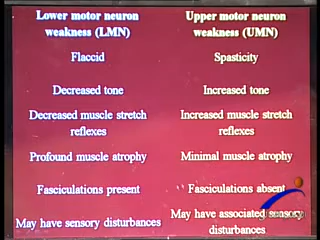 Lower motor neuron
weakness (LMN)
Upper motor neuron
weakness (UMN)
Flaccid
Spasticity
Decreased tone
Increased tone
Decreased muscle stretch
reflexes
Increased muscle stretch
reflexes
Profound muscle atrophy
Minimal muscle atrophy
Fasciculations present
Fasciculations absent
May have sensory disturbances
May have associated sensory
disturbances